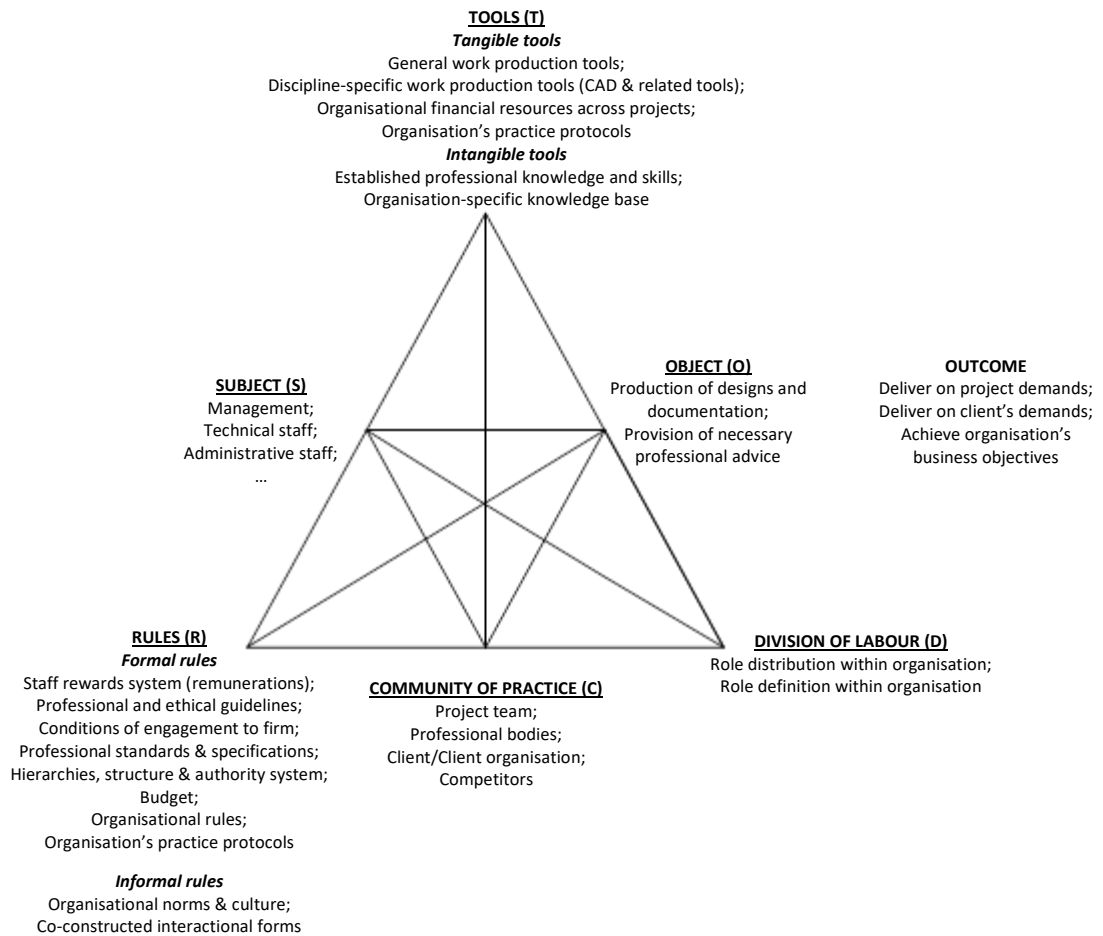 TOOLS (T)
Tangible tools
General work production tools;
Discipline-specific work production tools (CAD & related tools);
Organisational financial resources across projects;
Organisation’s practice protocols
Intangible tools
Established professional knowledge and skills;
Organisation-specific knowledge base
SUBJECT (S)
Management;
Technical staff;
Administrative staff;
...
OBJECT (O)
Production of designs and
documentation;
Provision of necessary
professional advice
OUTCOME
Deliver on project demands;
Deliver on client’s demands;
Achieve organisation’s
business objectives
RULES (R)
Formal rules
Staff rewards system (remunerations);
Professional and ethical guidelines;
Conditions of engagement to firm;
Professional standards & specifications;
Hierarchies, structure & authority system;
Budget;
Organisational rules;
Organisation’s practice protocols
Informal rules
Organisational norms & culture;
Co-constructed interactional forms
COMMUNITY OF PRACTICE (C)
Project team;
Professional bodies;
Client/Client organisation;
Competitors
DIVISION OF LABOUR (D)
Role distribution within organisation;
Role definition within organisation